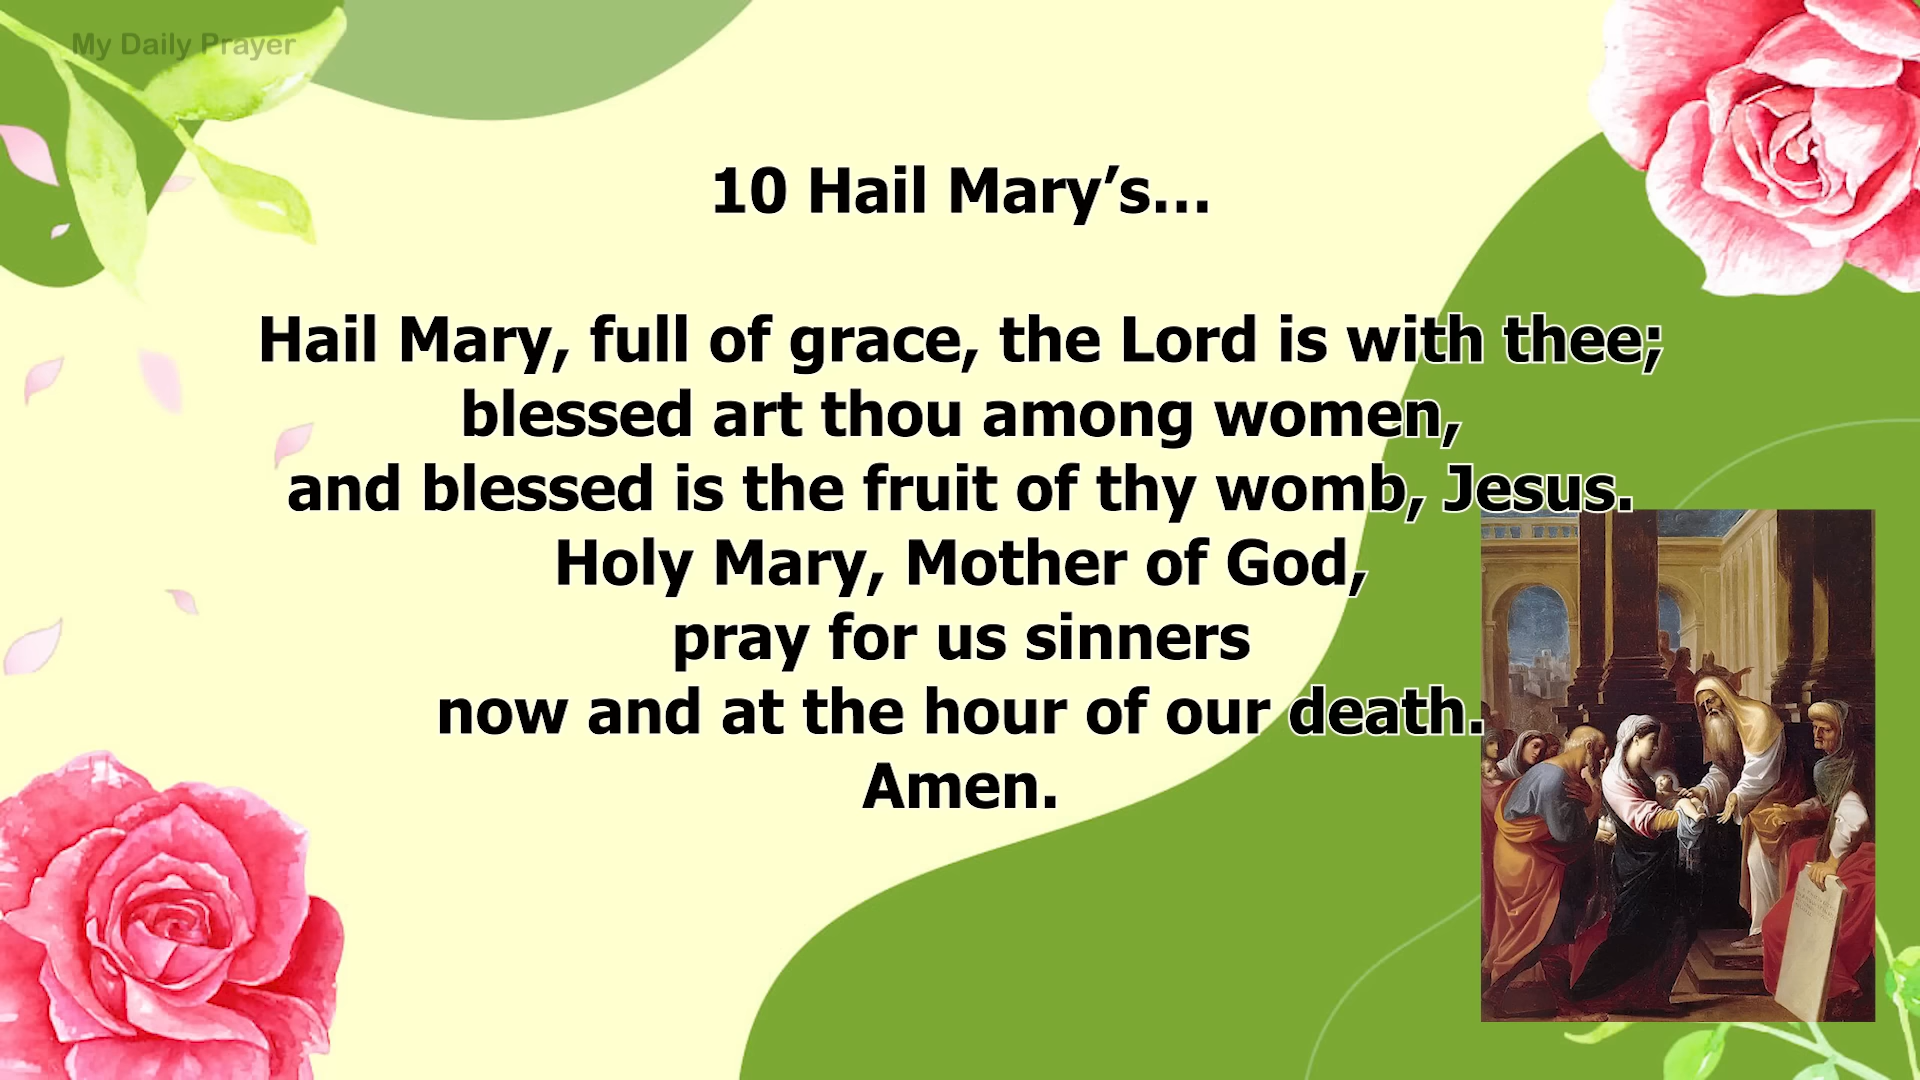 My Daily Prayer
10 Hail Mary’s...
Hail Mary, full of grace, the Lord is with thee;
blessed art thou among women,
and blessed is the fruit of thy womb, Jesus.
Holy Mary, Mother of God,
pray for us sinners
now and at the hour of our death.
Amen.